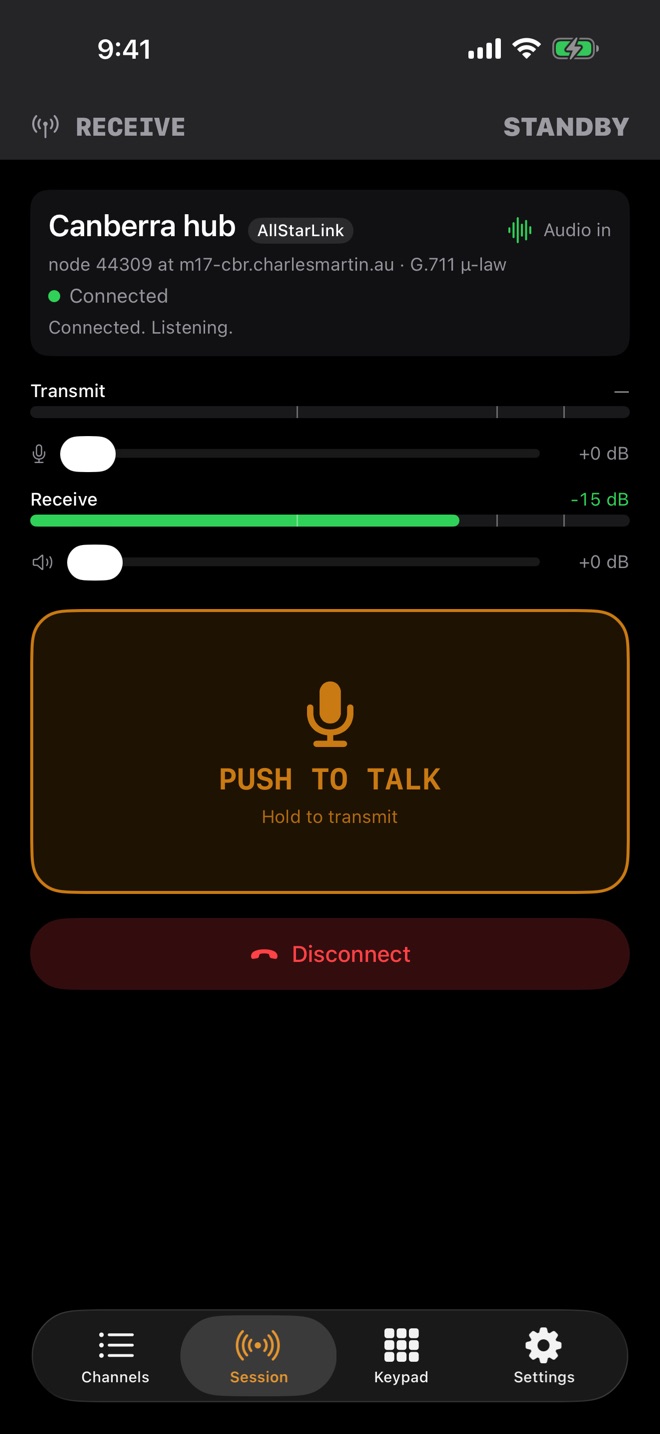 9:41
RECEIVE STANDBY
Canberra hub AllStarLink Audio in
node 44309 at m17-cbr.charlesmartin.au · G.711 µ-law
Connected
Connected. Listening.
Transmit —
+0 dB
Receive -15 dB
+0 dB
PUSH TO TALK
Hold to transmit
Disconnect
Channels Session Keypad Settings